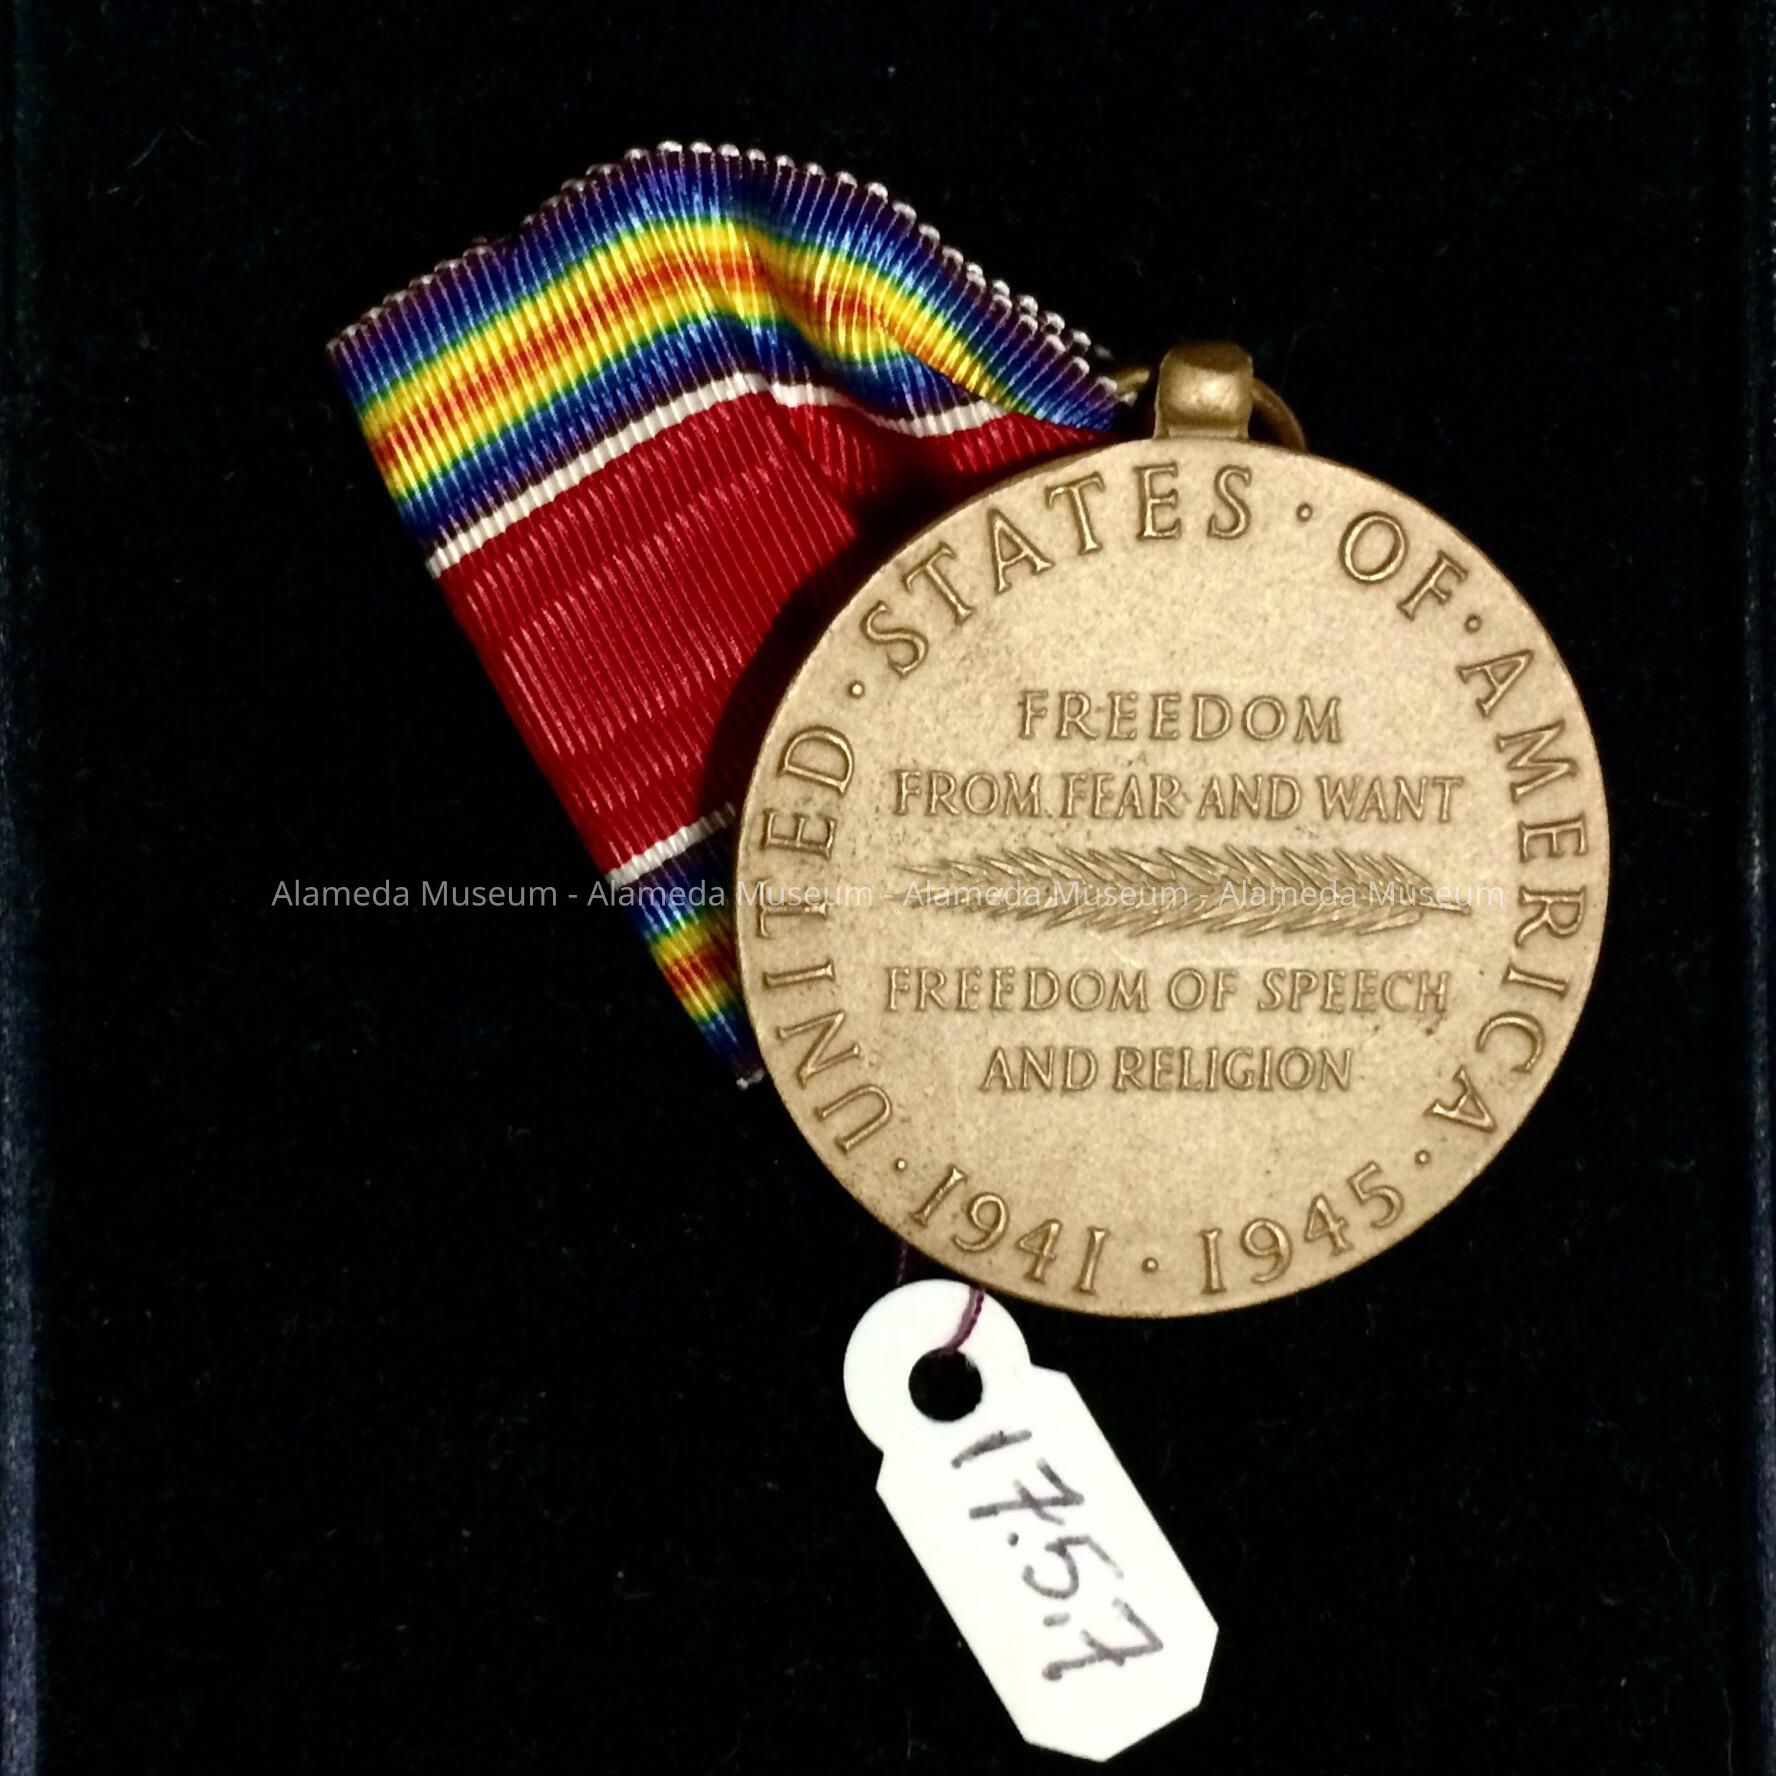 UNITED · STATES · OF · AMERICA · 1941 · 1945 ·
FREEDOM
FROM FEAR AND WANT
Alameda Museum - Alameda Museum - Alameda Museum - Alameda Museum
FREEDOM OF SPEECH
AND RELIGION
17.5.7